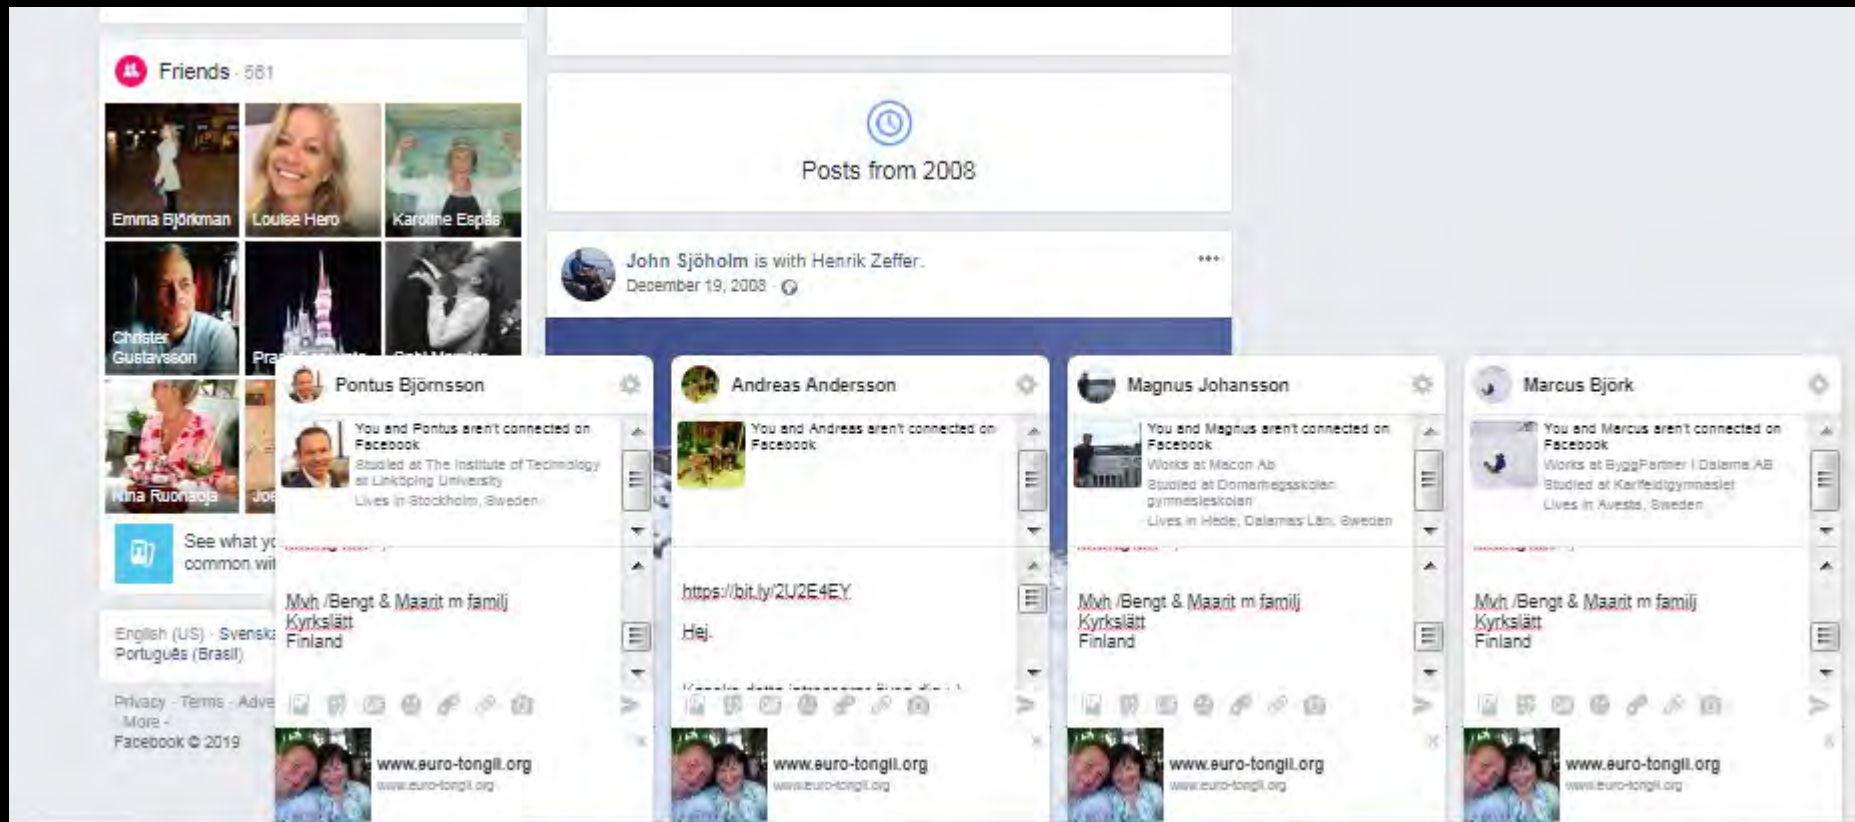 Friends · 561
Emma Björkman
Louise Hero
Karoline Espås
Christer
Gustavsson
Nina Ruonaoja
See what
common
English (US) · Svenska
Português (Brasil)
Privacy · Terms
More
Facebook © 2019
Posts from 2008
John Sjöholm is with Henrik Zeffer.
December 19, 2008
Pontus Björnsson
You and Pontus aren't connected on
Facebook
Studied at The Institute of Technology
at Linköping University
Lives in Stockholm, Sweden
Mvh /Bengt & Maarit m familj
Kyrkslätt
Finland
www.euro-tongil.org
www.euro-tongil.org
Andreas Andersson
You and Andreas aren't connected on
Facebook
https://bit.ly/2U2E4EY
Hej.
www.euro-tongil.org
www.euro-tongil.org
Magnus Johansson
You and Magnus aren't connected on
Facebook
Works at Macon Ab
Studied at Domarhagsskolan
gymnasieskolan
Lives in Hede, Dalarnas Län, Sweden
Mvh /Bengt & Maarit m familj
Kyrkslätt
Finland
www.euro-tongil.org
www.euro-tongil.org
Marcus Björk
You and Marcus aren't connected on
Facebook
Works at ByggPartner i Dalarna AB
Studied at Karlfeldtgymnasiet
Lives in Avesta, Sweden
Mvh /Bengt & Maarit m familj
Kyrkslätt
Finland
www.euro-tongil.org
www.euro-tongil.org